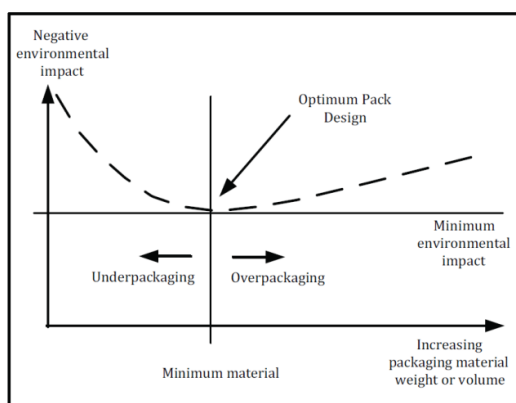 Negative
environmental
impact
Optimum Pack
Design
Minimum
environmental
impact
Underpackaging
Overpackaging
Minimum material
Increasing
packaging material
weight or volume